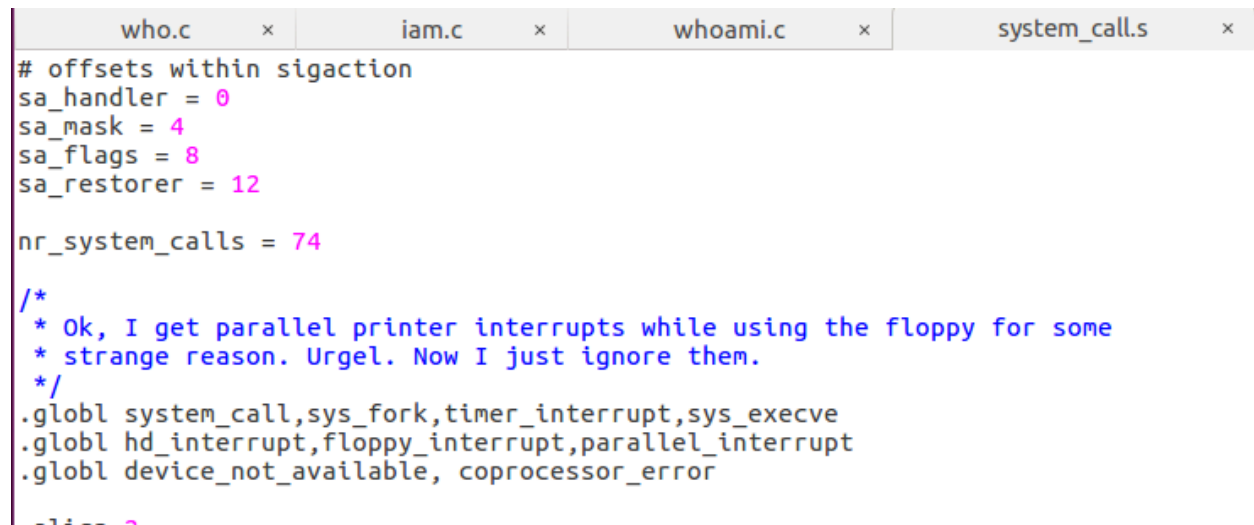 who.c × iam.c × whoami.c × system_call.s ×
# offsets within sigaction
sa_handler = 0
sa_mask = 4
sa_flags = 8
sa_restorer = 12
nr_system_calls = 74
/*
* Ok, I get parallel printer interrupts while using the floppy for some
* strange reason. Urgel. Now I just ignore them.
*/
.globl system_call,sys_fork,timer_interrupt,sys_execve
.globl hd_interrupt,floppy_interrupt,parallel_interrupt
.globl device_not_available, coprocessor_error